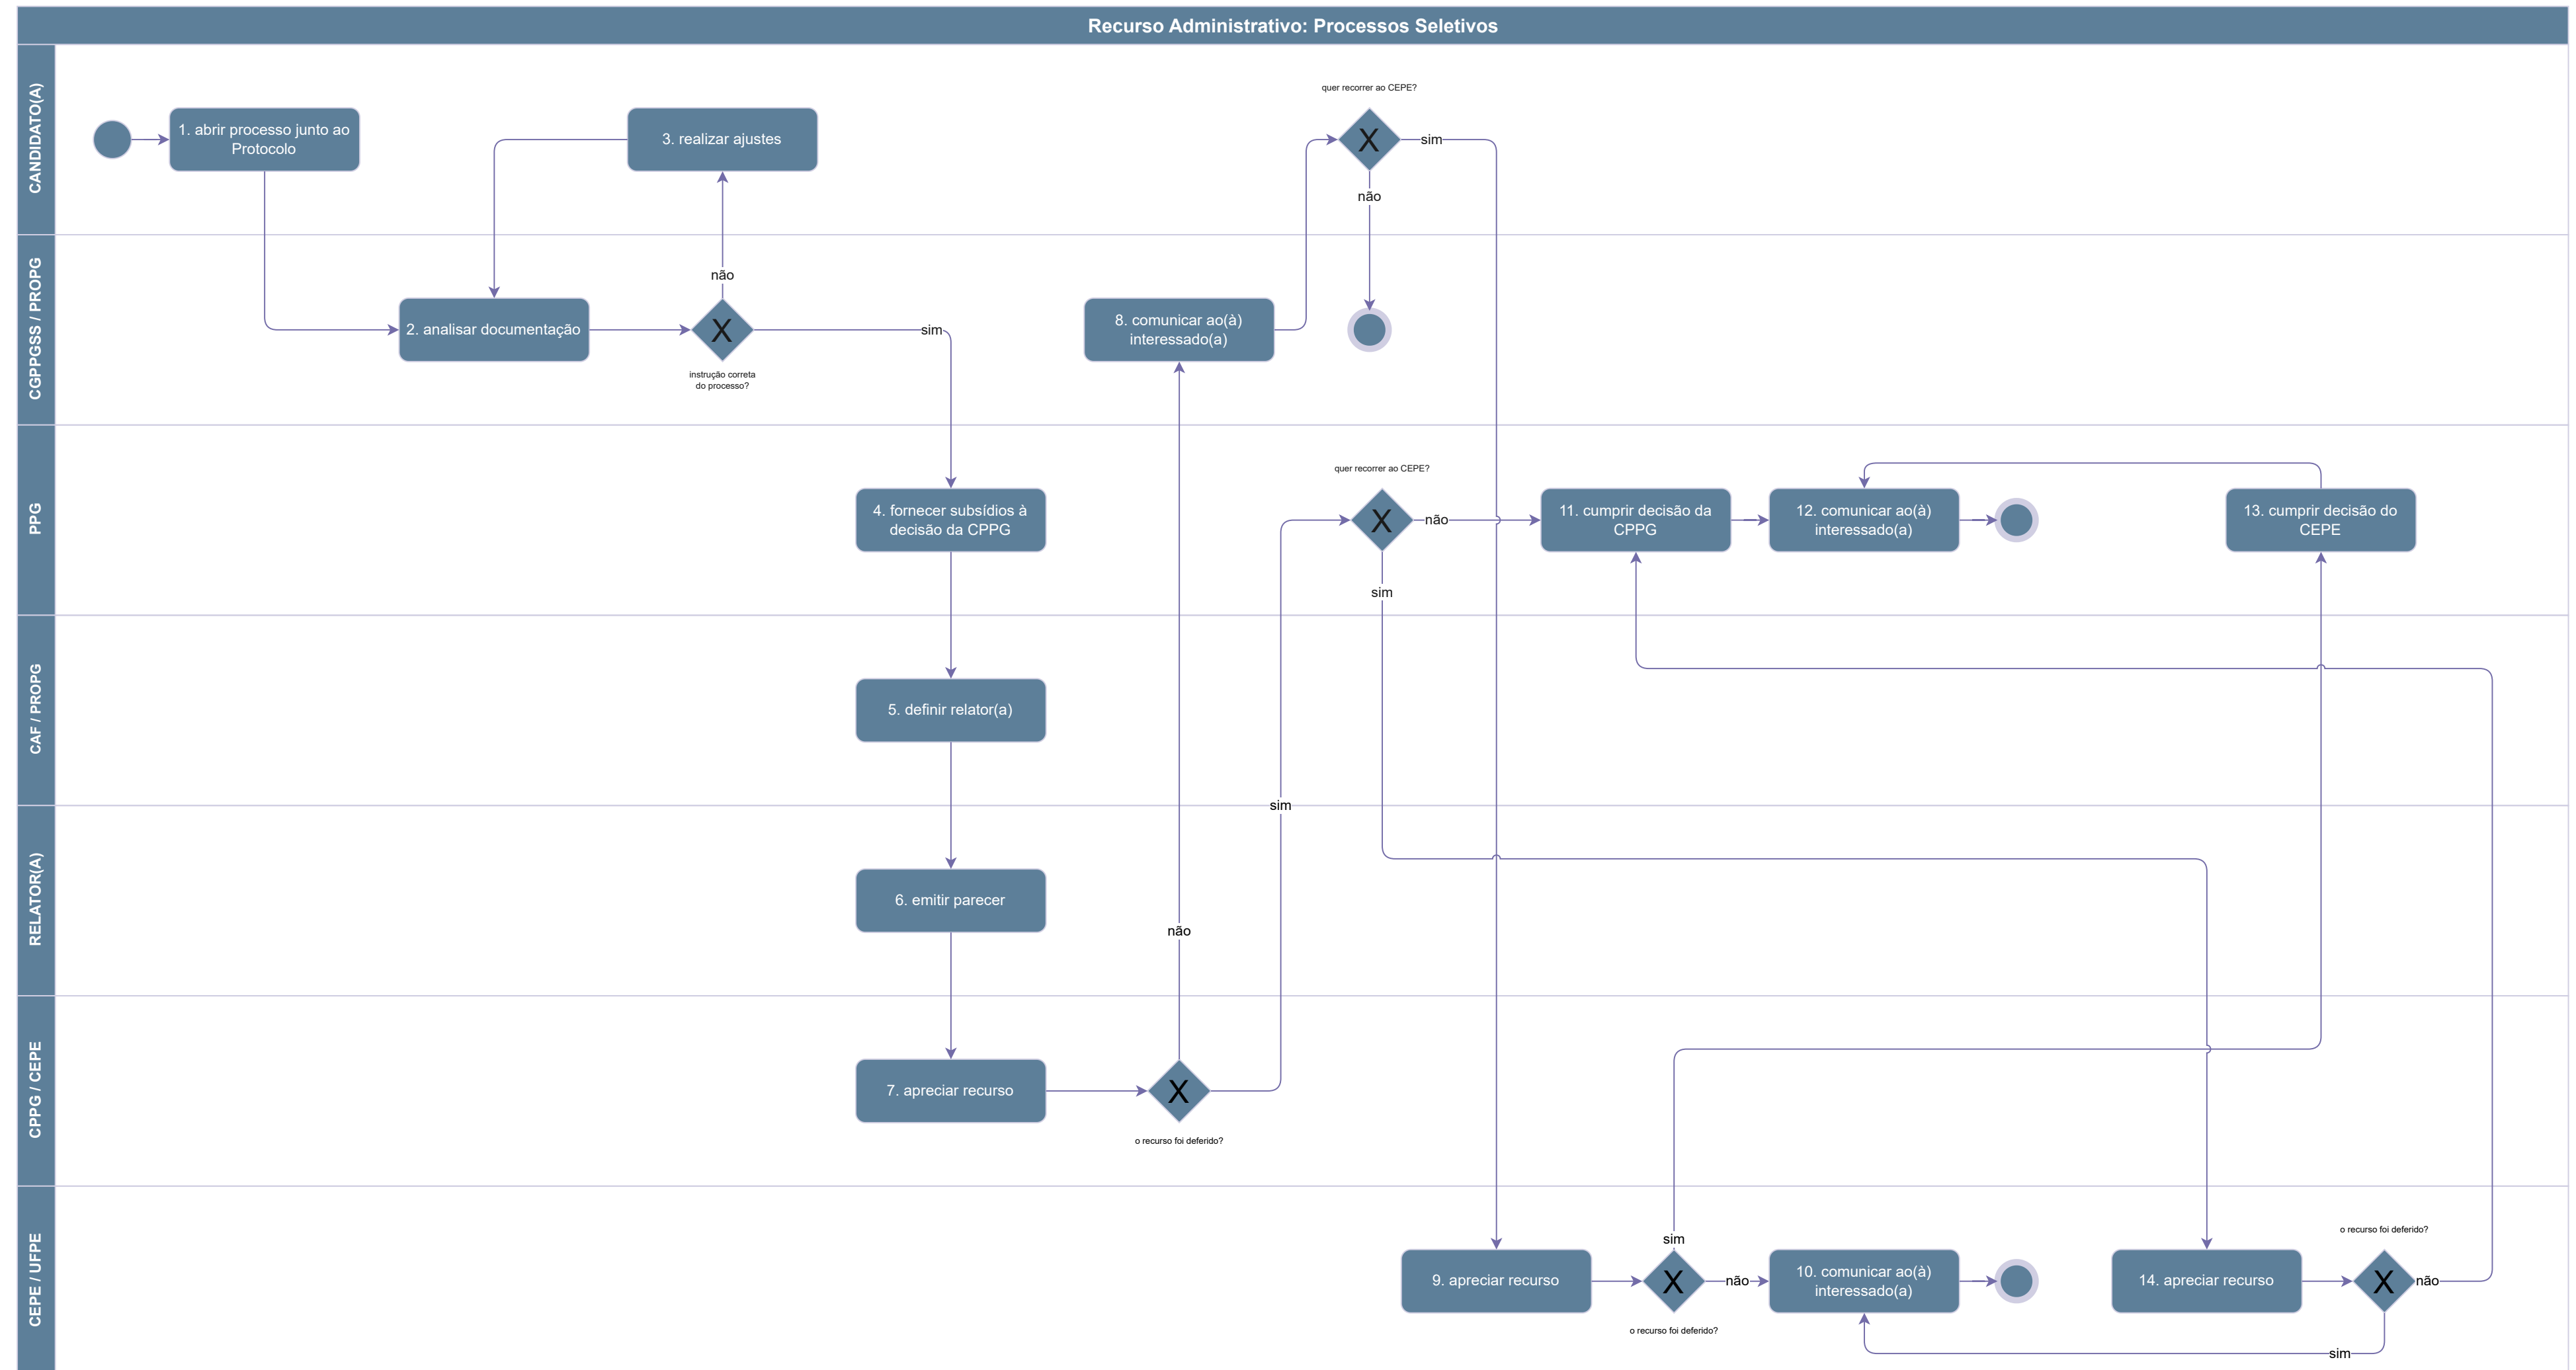 Recurso Administrativo: Processos Seletivos
CANDIDATO(A)
1. abrir processo junto ao
Protocolo
3. realizar ajustes
quer recorrer ao CEPE?
X
sim
não
CGPPGSS / PROPG
não
2. analisar documentação
X
sim
instrução correta
do processo?
8. comunicar ao(à)
interessado(a)
PPG
4. fornecer subsídios à
decisão da CPPG
quer recorrer ao CEPE?
X
não
sim
11. cumprir decisão da
CPPG
12. comunicar ao(à)
interessado(a)
13. cumprir decisão do
CEPE
CAF / PROPG
5. definir relator(a)
sim
RELATOR(A)
6. emitir parecer
não
CPPG / CEPE
7. apreciar recurso
X
o recurso foi deferido?
CEPE / UFPE
9. apreciar recurso
sim
X
não
o recurso foi deferido?
10. comunicar ao(à)
interessado(a)
14. apreciar recurso
o recurso foi deferido?
X
não
sim